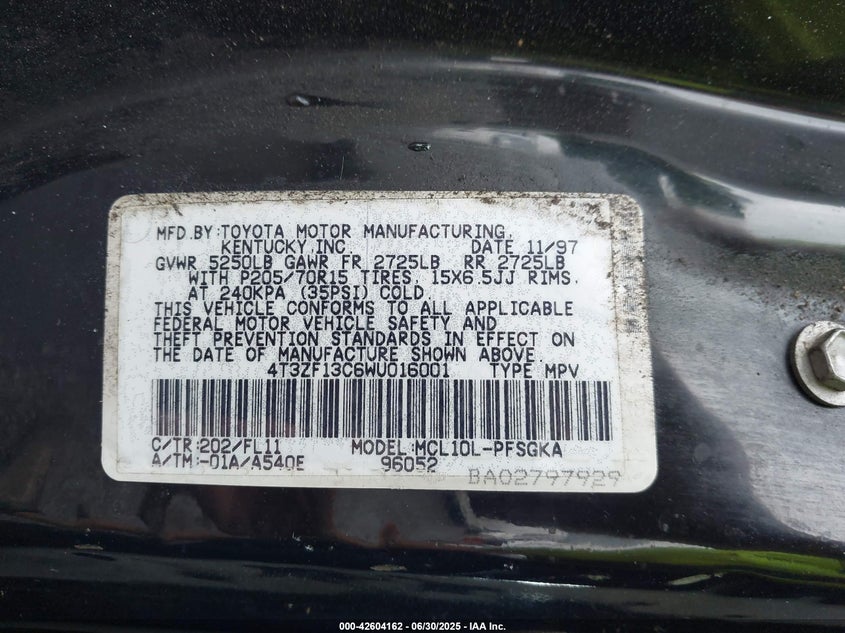 MFD.BY:TOYOTA MOTOR MANUFACTURING,
KENTUCKY,INC DATE 11/97
GVWR 5250LB GAWR FR 2725LB RR 2725LB
WITH P205/70R15 TIRES, 15X6.5JJ RIMS,
AT 240KPA (35PSI) COLD.
THIS VEHICLE CONFORMS TO ALL APPLICABLE
FEDERAL MOTOR VEHICLE SAFETY AND
THEFT PREVENTION STANDARDS IN EFFECT ON
THE DATE OF MANUFACTURE SHOWN ABOVE.
4T3ZF13C6WU016001 TYPE MPV
C/TR:202/FL11 MODEL:MCL10L-PFSGKA
A/TM:-01A/A540E 96052
BA02797929
000-42604162 - 06/30/2025 - IAA Inc.